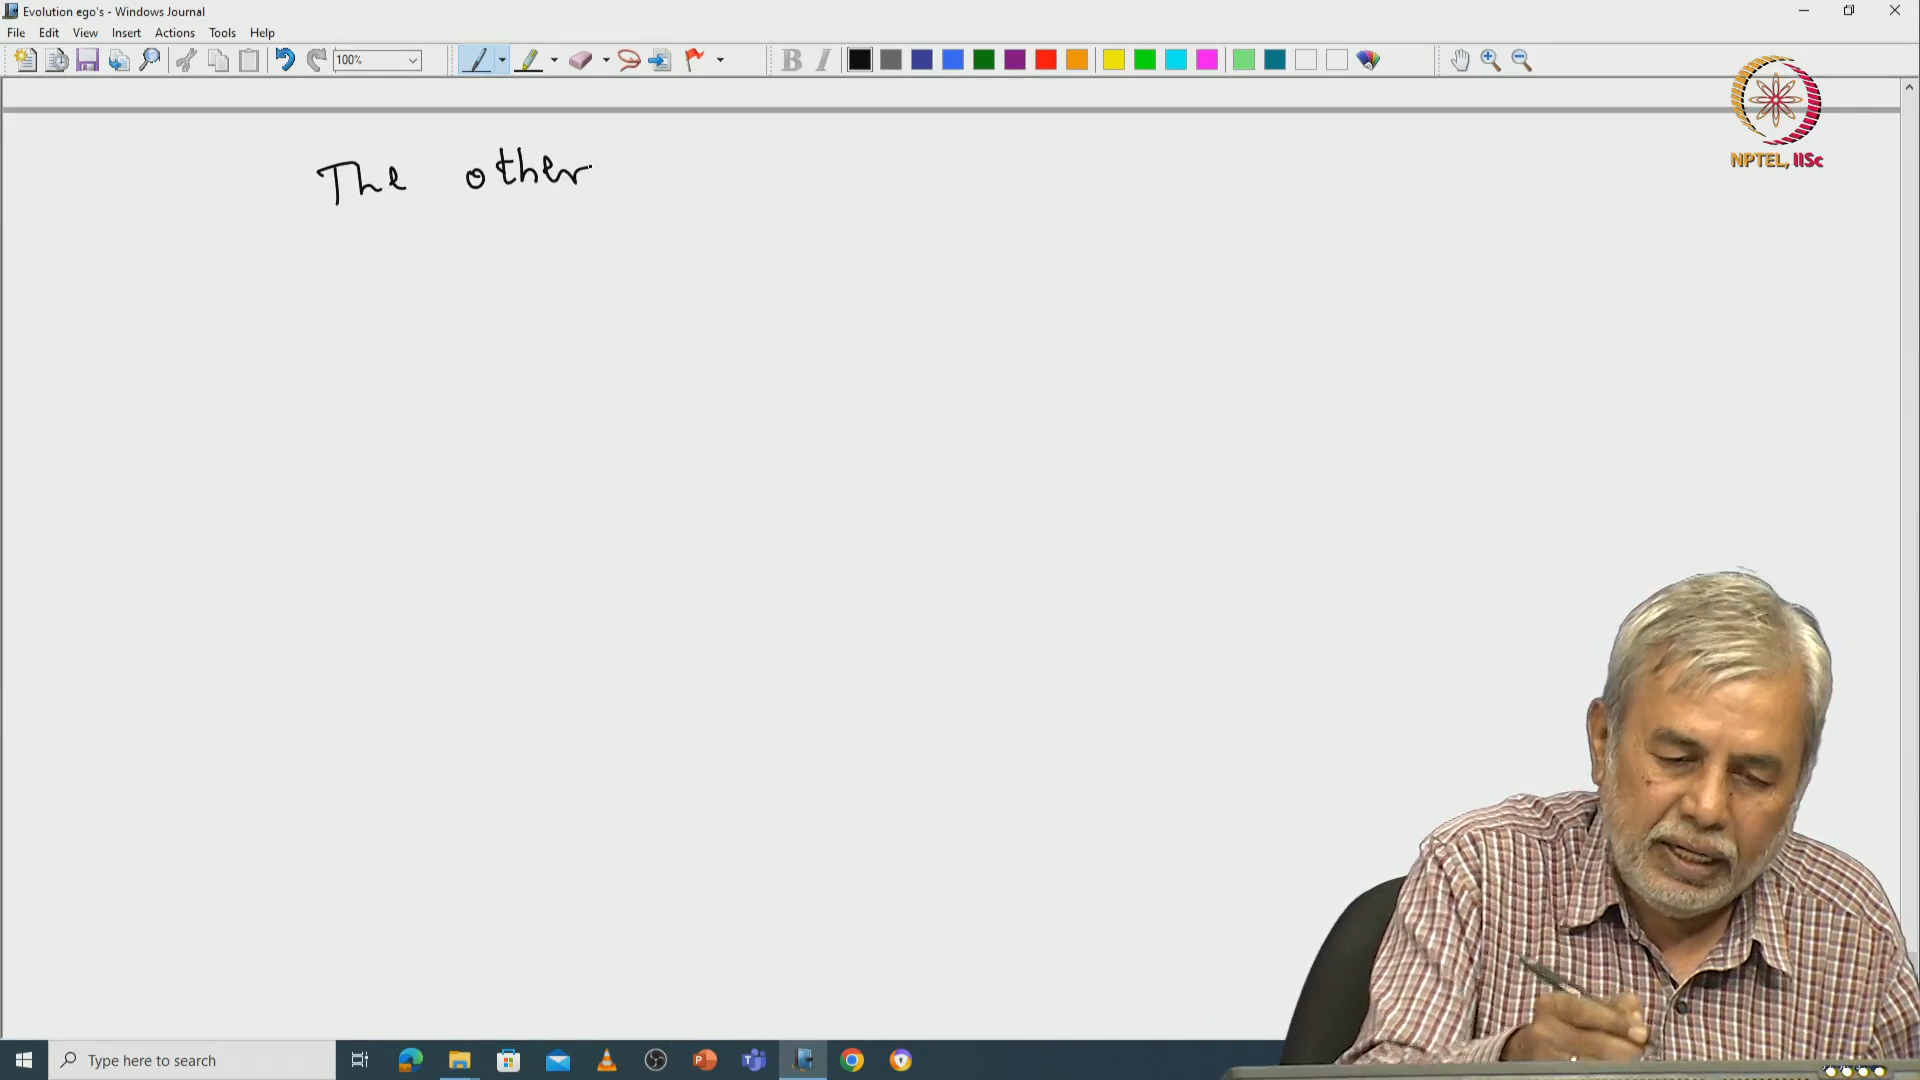 Evolution ego's - Windows Journal
File Edit View Insert Actions Tools Help
100%
B I
NPTEL, IISc
The other
Type here to search